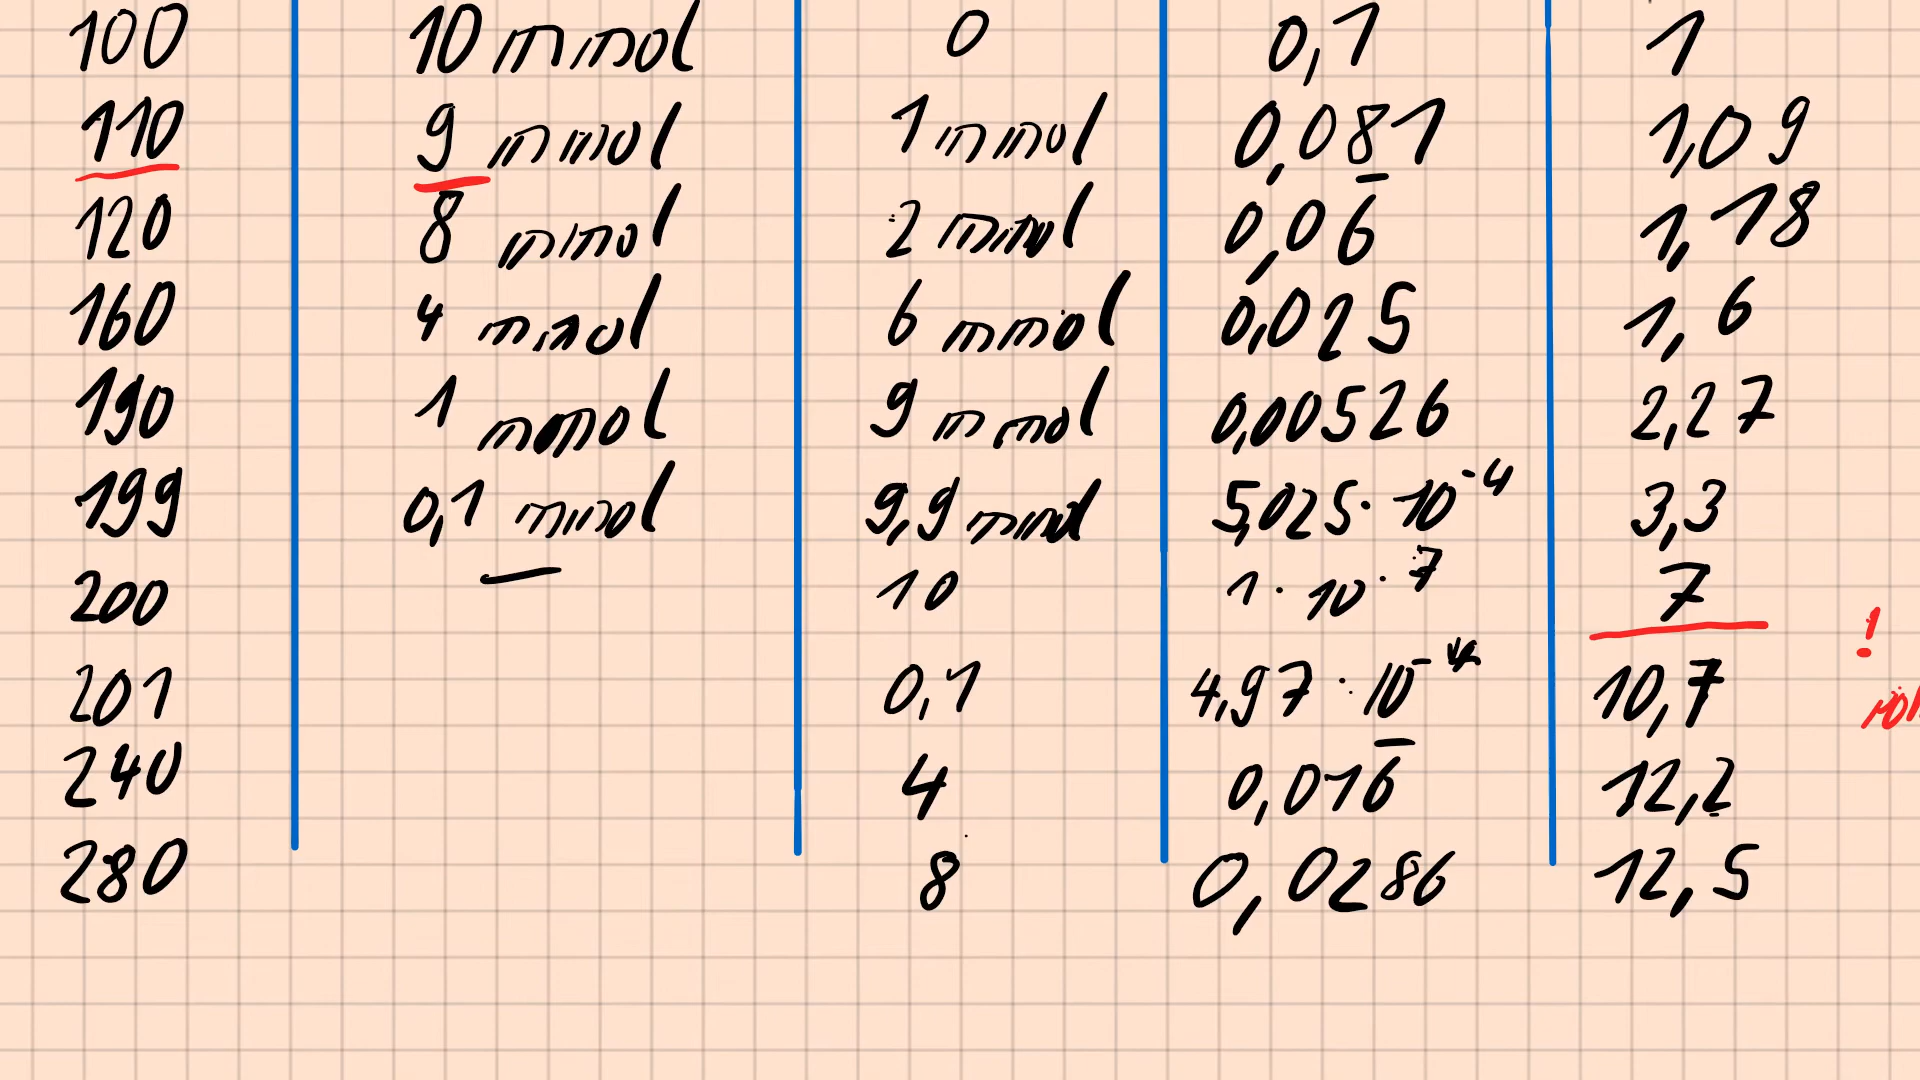 100 10 mmol 0 0,1 1
110 9 mmol 1 mmol 0,081 1,09
120 8 mmol 2 mmol 0,06̅ 1,18
160 4 mmol 6 mmol 0,025 1,6
190 1 mmol 9 mmol 0,00526 2,27
199 0,1 mmol 9,9 mmol 5,025·10⁻⁴ 3,3
200 — 10 1·10⁻⁷ 7 !
201 0,1 4,97·10⁻⁴ 10,7
240 4 0,016̅ 12,2
280 8 0,0286 12,5